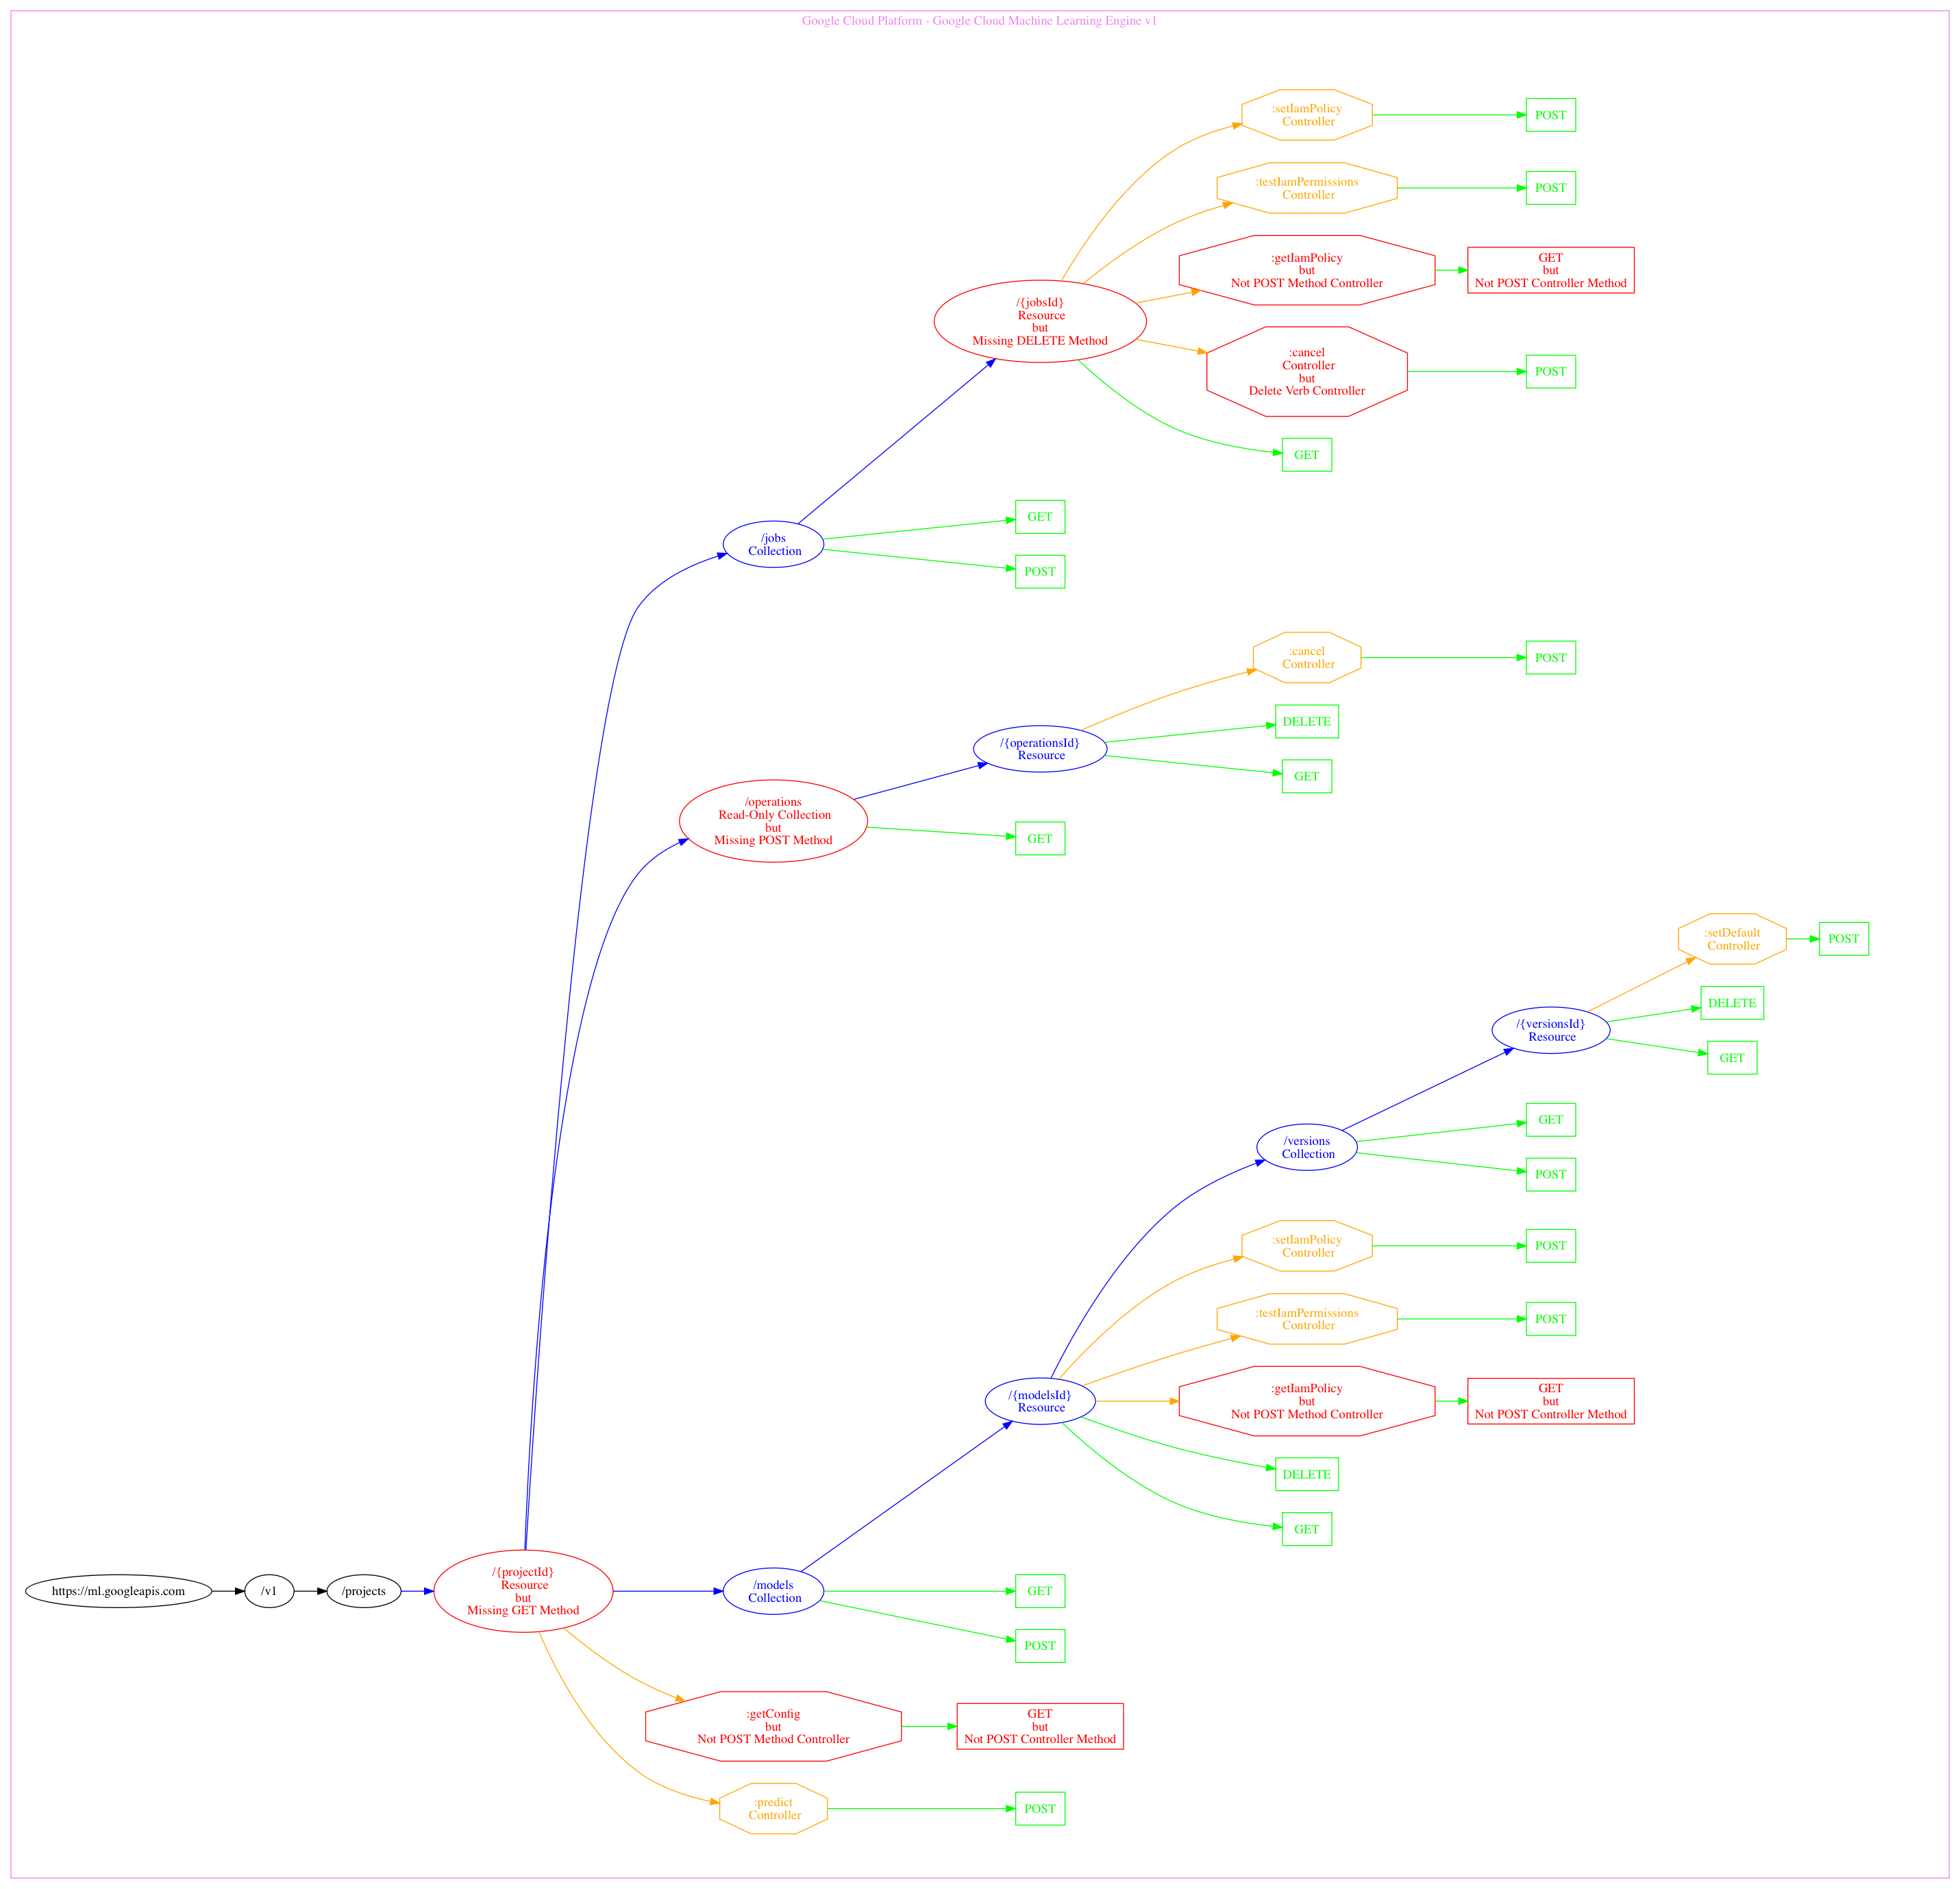 Google Cloud Platform - Google Cloud Machine Learning Engine v1
:setIamPolicy
Controller
POST
:testIamPermissions
Controller
POST
:getIamPolicy
but
Not POST Method Controller
GET
but
Not POST Controller Method
/{jobsId}
Resource
but
Missing DELETE Method
:cancel
Controller
but
Delete Verb Controller
POST
GET
/jobs
Collection
GET
POST
:cancel
Controller
POST
/{operationsId}
Resource
DELETE
GET
/operations
Read-Only Collection
but
Missing POST Method
GET
:setDefault
Controller
POST
/{versionsId}
Resource
DELETE
GET
/versions
Collection
GET
POST
:setIamPolicy
Controller
POST
:testIamPermissions
Controller
POST
/{modelsId}
Resource
:getIamPolicy
but
Not POST Method Controller
GET
but
Not POST Controller Method
DELETE
GET
https://ml.googleapis.com
/v1
/projects
/{projectId}
Resource
but
Missing GET Method
/models
Collection
GET
POST
:getConfig
but
Not POST Method Controller
GET
but
Not POST Controller Method
:predict
Controller
POST